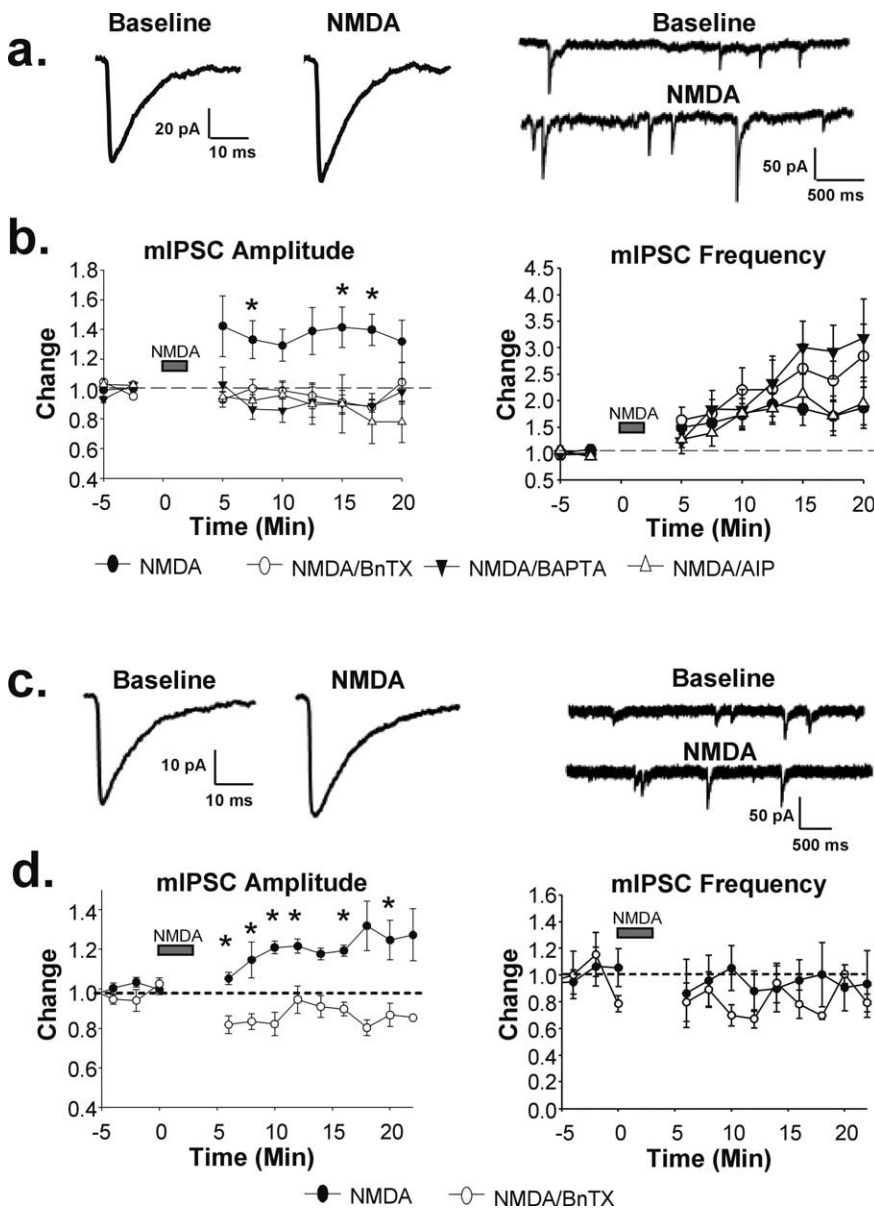 a.
Baseline
NMDA
20 pA
10 ms
Baseline
NMDA
50 pA
500 ms
b.
mIPSC Amplitude
Change
1.8
1.6
1.4
1.2
1.0
0.8
0.6
0.4
NMDA
* * *
-5 0 5 10 15 20
Time (Min)
mIPSC Frequency
Change
4.5
4.0
3.5
3.0
2.5
2.0
1.5
1.0
0.5
NMDA
-5 0 5 10 15 20
Time (Min)
NMDA NMDA/BnTX NMDA/BAPTA NMDA/AIP
c.
Baseline
NMDA
10 pA
10 ms
Baseline
NMDA
50 pA
500 ms
d.
mIPSC Amplitude
Change
1.4
1.2
1.0
0.8
0.6
0.4
NMDA
* * * * * *
-5 0 5 10 15 20
Time (Min)
mIPSC Frequency
Change
1.6
1.4
1.2
1.0
0.8
0.6
0.4
0.2
0.0
NMDA
-5 0 5 10 15 20
Time (Min)
NMDA NMDA/BnTX